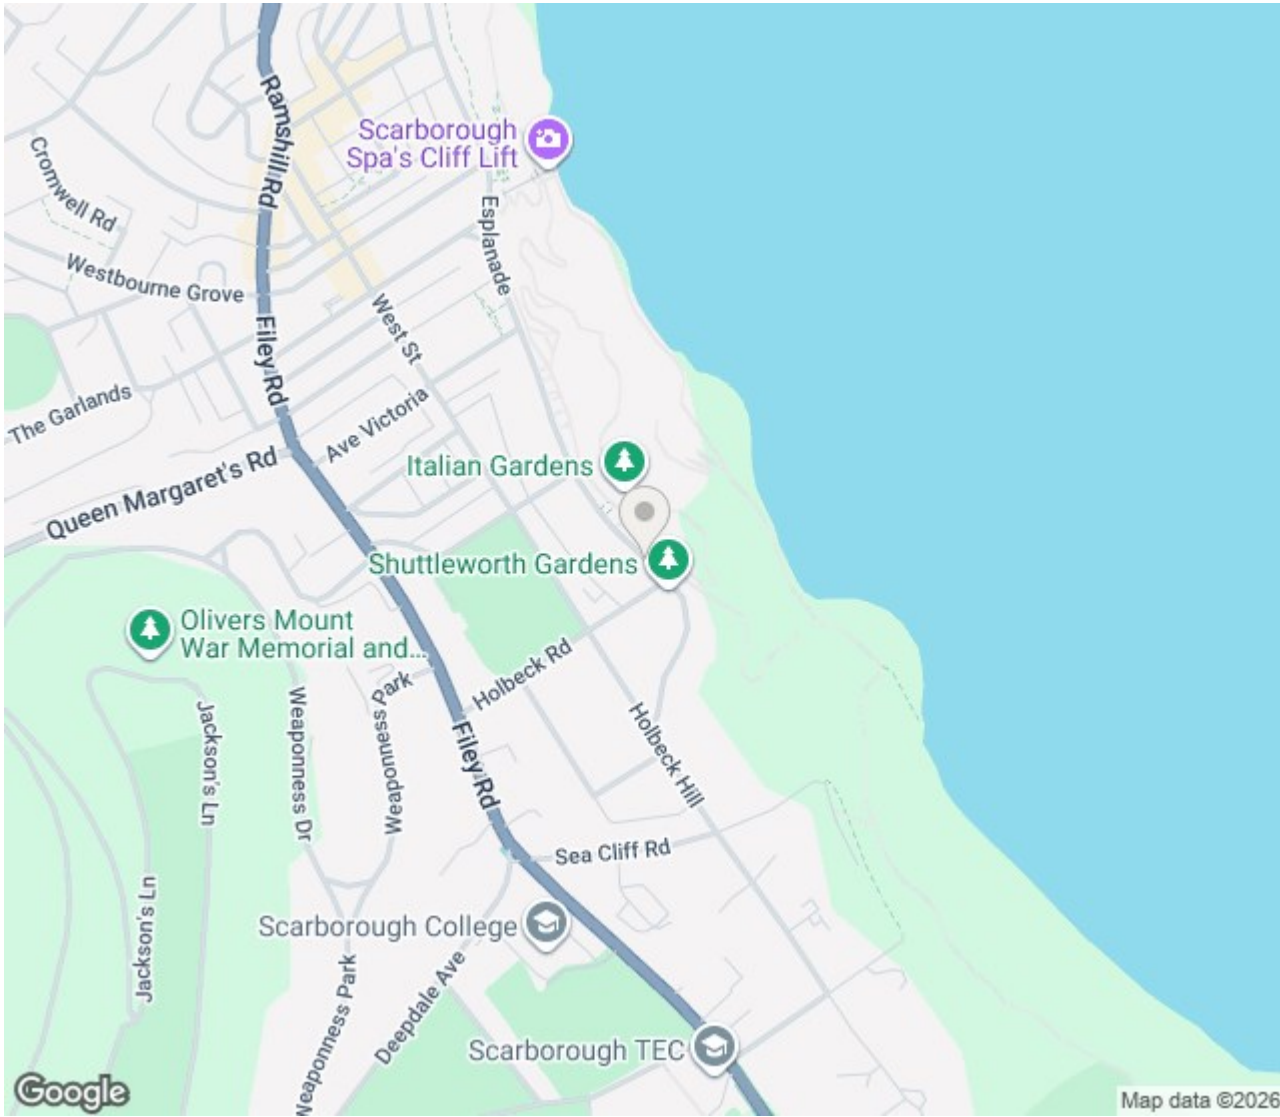 Ramshill Rd
Scarborough
Spa's Cliff Lift
Cromwell Rd
Esplanade
Westbourne Grove
West St
Filey Rd
The Garlands
Ave Victoria
Queen Margaret's Rd
Italian Gardens
Shuttleworth Gardens
Olivers Mount
War Memorial and...
Holbeck Rd
Weaponness Park
Weaponness Dr
Jackson's Ln
Holbeck Hill
Filey Rd
Sea Cliff Rd
Jackson's Ln
Scarborough College
Weaponness Park
Deepdale Ave
Scarborough TEC
Google
Map data ©2026